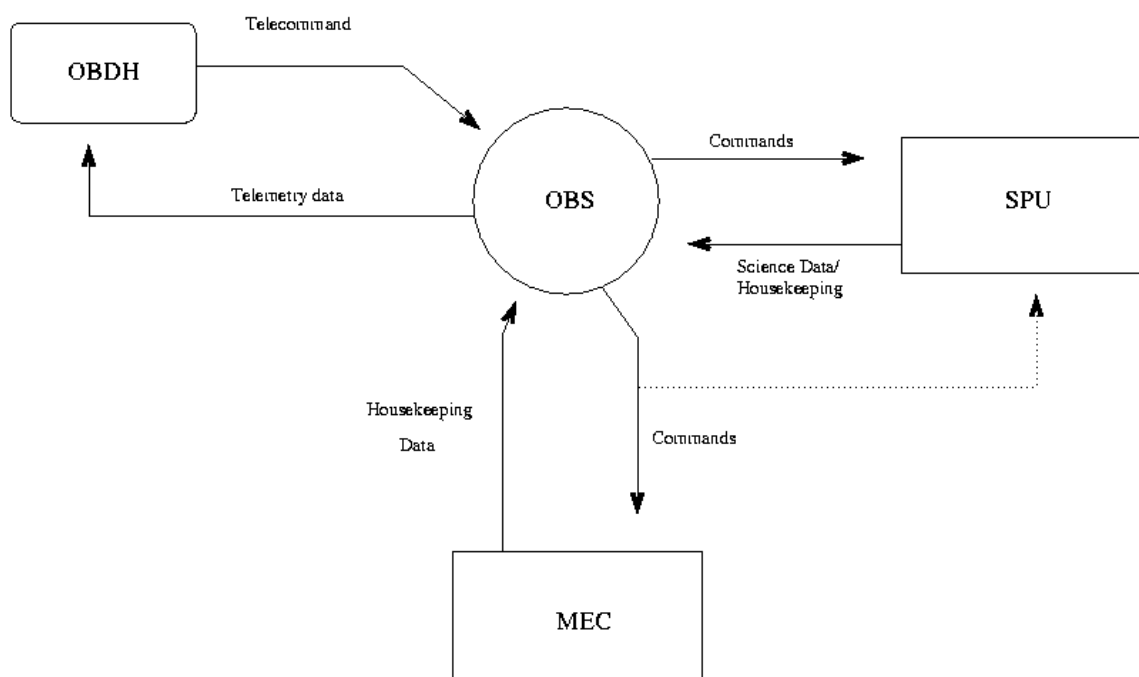 Telecommand
OBDH
Commands
Telemetry data
OBS
SPU
Science Data/
Housekeeping
Housekeeping
Data
Commands
MEC